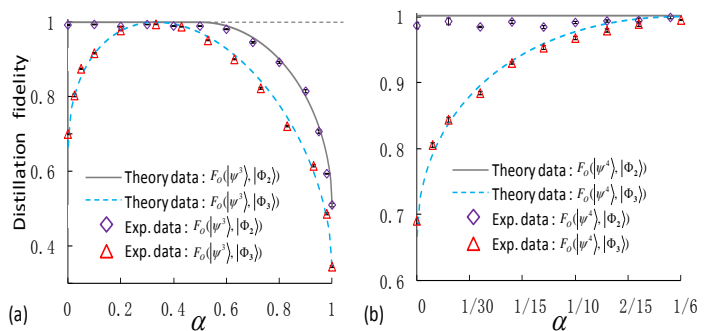 Distillation fidelity
1
0.8
0.6
0.4
Theory data : F_O(|ψ³⟩, |Φ₂⟩)
Theory data : F_O(|ψ³⟩, |Φ₃⟩)
Exp. data : F_O(|ψ³⟩, |Φ₂⟩)
Exp. data : F_O(|ψ³⟩, |Φ₃⟩)
0 0.2 0.4 0.6 0.8 1
(a) α
1
0.9
0.8
0.7
0.6
Theory data : F_O(|ψ⁴⟩, |Φ₂⟩)
Theory data : F_O(|ψ⁴⟩, |Φ₃⟩)
Exp. data : F_O(|ψ⁴⟩, |Φ₂⟩)
Exp. data : F_O(|ψ⁴⟩, |Φ₃⟩)
0 1/30 1/15 1/10 2/15 1/6
(b) α